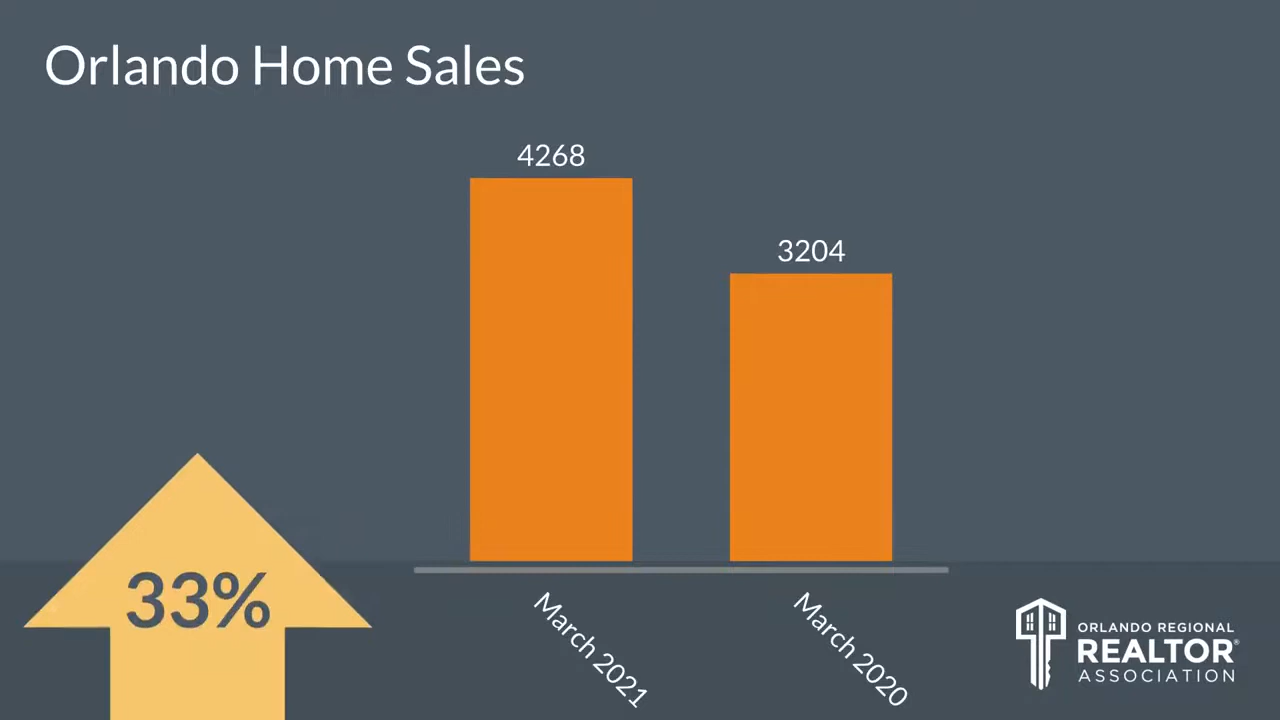 Orlando Home Sales
4268
3204
33%
March 2021
March 2020
ORLANDO REGIONAL
REALTOR®
ASSOCIATION